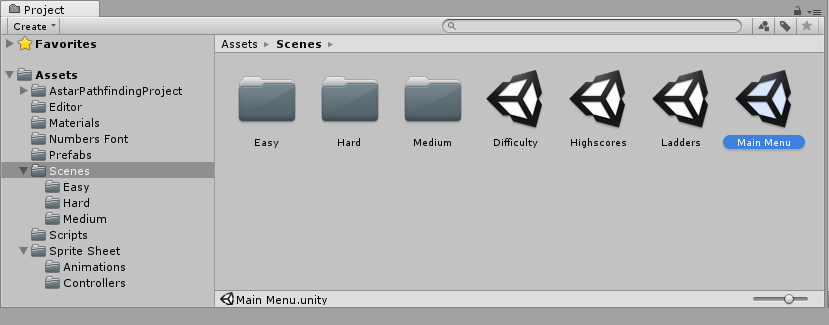 Project
Create
Favorites
Assets
AstarPathfindingProject
Editor
Materials
Numbers Font
Prefabs
Scenes
Easy
Hard
Medium
Scripts
Sprite Sheet
Animations
Controllers
Assets Scenes
Easy Hard Medium Difficulty Highscores Ladders Main Menu
Main Menu.unity